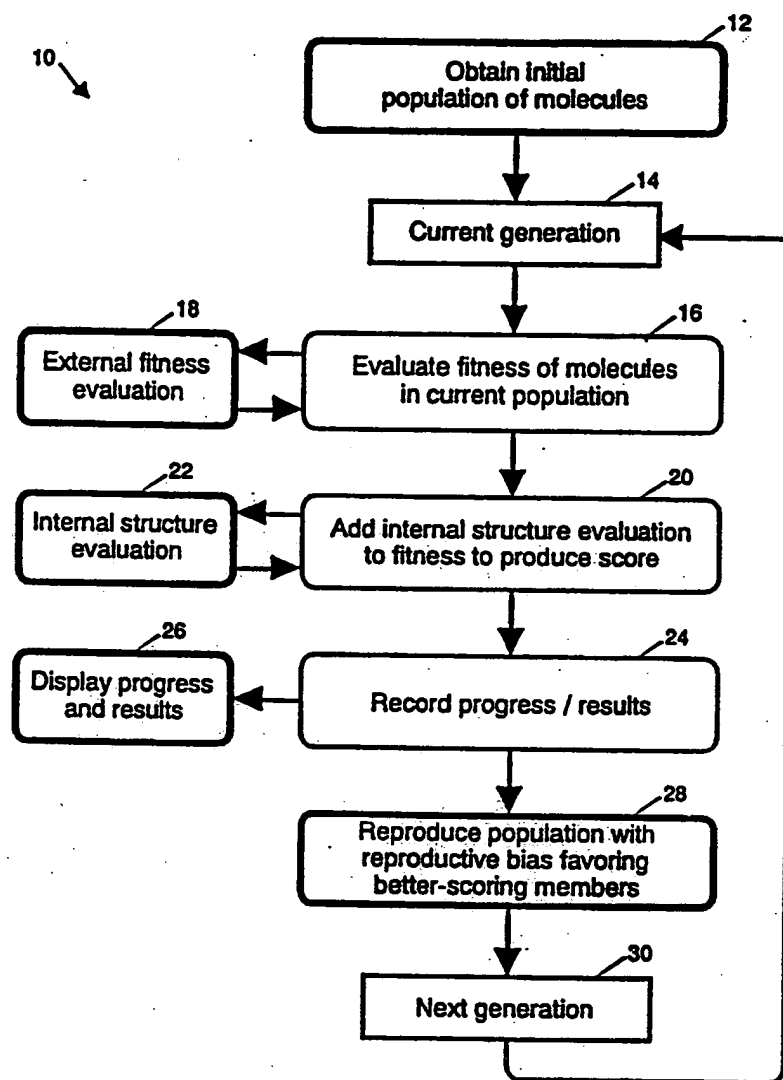 12
10
Obtain initial
population of molecules
14
Current generation
18
16
External fitness
evaluation
Evaluate fitness of molecules
in current population
22
20
Internal structure
evaluation
Add internal structure evaluation
to fitness to produce score
26
24
Display progress
and results
Record progress / results
28
Reproduce population with
reproductive bias favoring
better-scoring members
30
Next generation